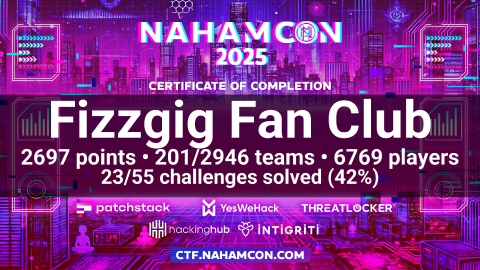 NAHAMCON
2025
CERTIFICATE OF COMPLETION
Fizzgig Fan Club
2697 points • 201/2946 teams • 6769 players
23/55 challenges solved (42%)
patchstack YesWeHack THREATLOCKER
hackinghub INTIGRITI
CTF.NAHAMCON.COM